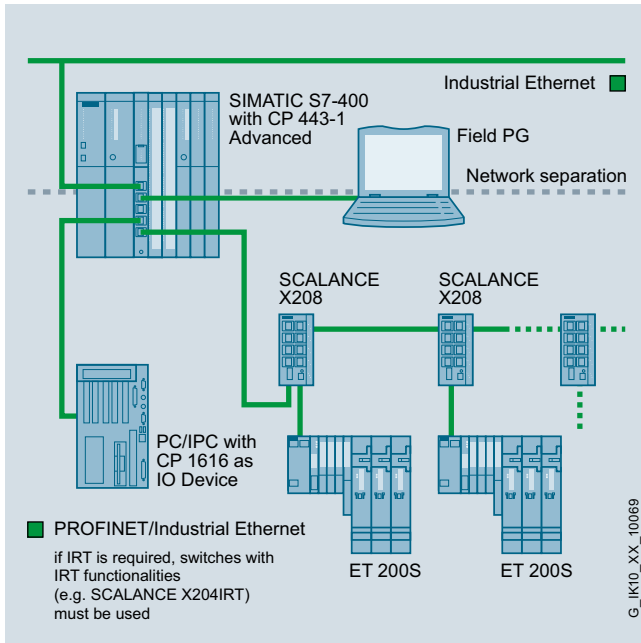 Industrial Ethernet
SIMATIC S7-400
with CP 443-1
Advanced
Field PG
Network separation
SCALANCE
X208
SCALANCE
X208
PC/IPC with
CP 1616 as
IO Device
PROFINET/Industrial Ethernet
if IRT is required, switches with
IRT functionalities
(e.g. SCALANCE X204IRT)
must be used
ET 200S
ET 200S
G_IK10_XX_10069